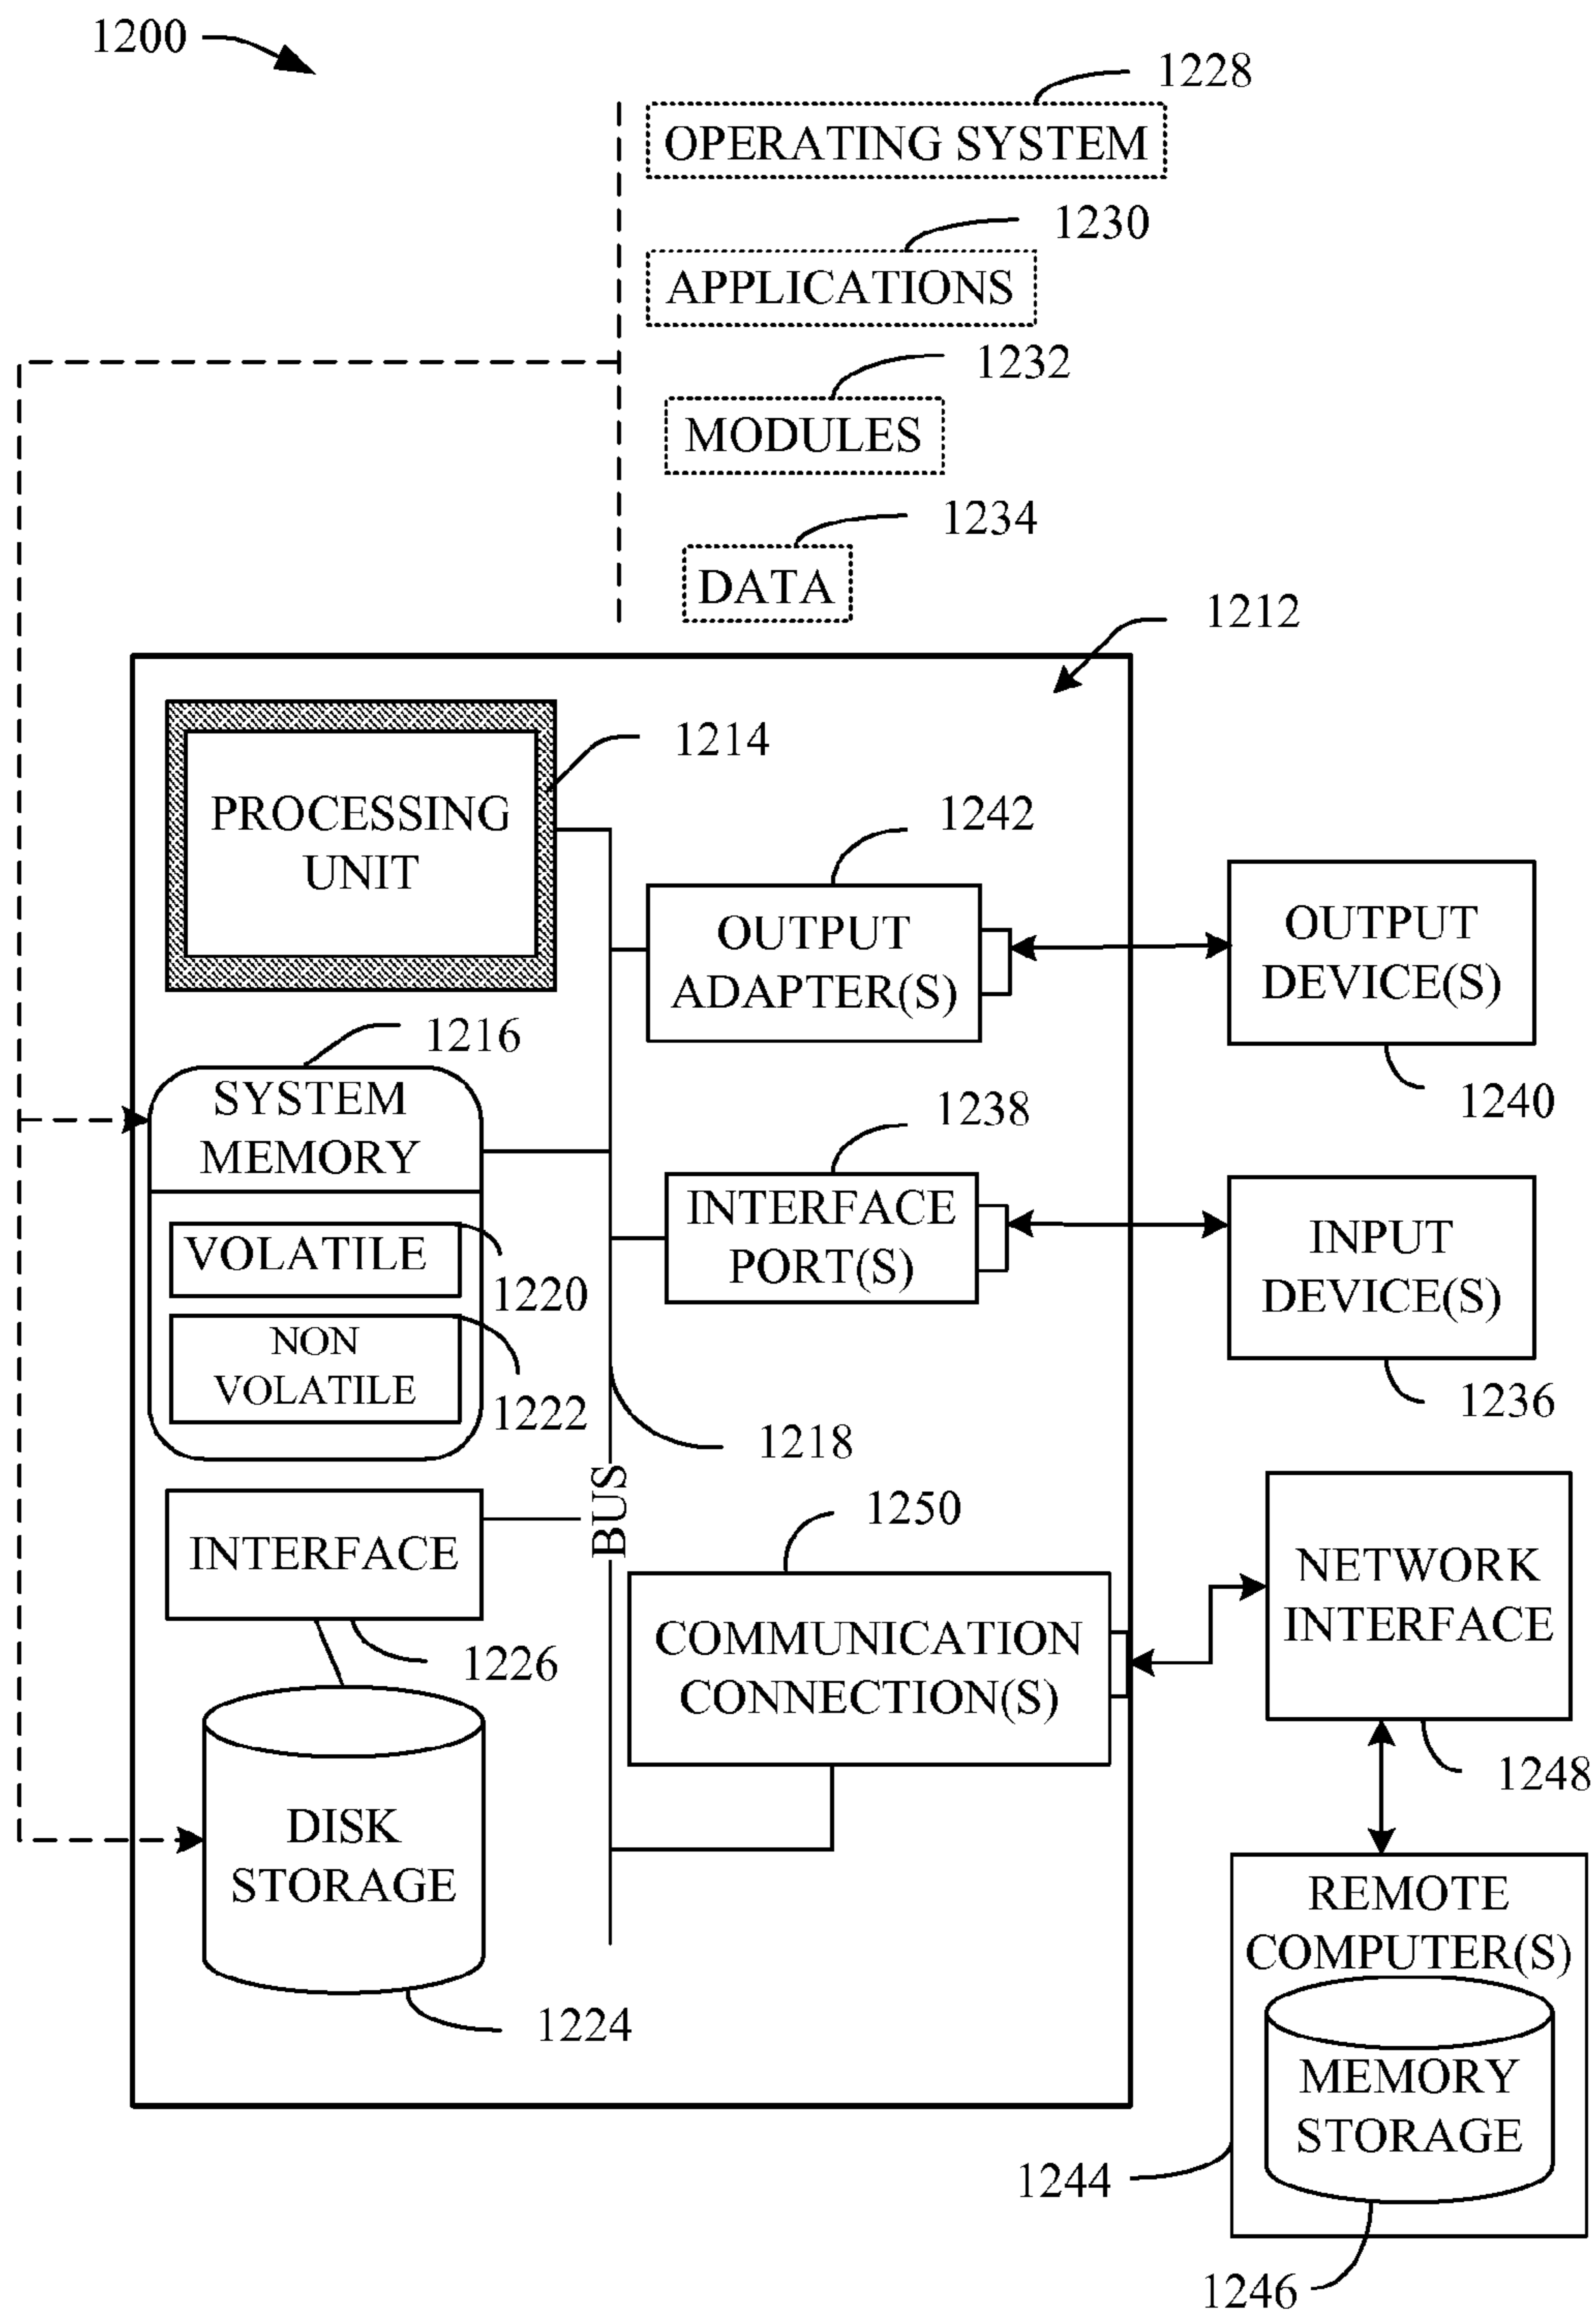 1200
1228
OPERATING SYSTEM
1230
APPLICATIONS
1232
MODULES
1234
DATA
1212
1214
PROCESSING
UNIT
1242
OUTPUT
ADAPTER(S)
OUTPUT
DEVICE(S)
1240
1216
SYSTEM
MEMORY
1238
INTERFACE
PORT(S)
INPUT
DEVICE(S)
1236
VOLATILE
1220
NON
VOLATILE
1222
1218
BUS
INTERFACE
1226
1250
COMMUNICATION
CONNECTION(S)
NETWORK
INTERFACE
1248
DISK
STORAGE
1224
REMOTE
COMPUTER(S)
MEMORY
STORAGE
1244
1246